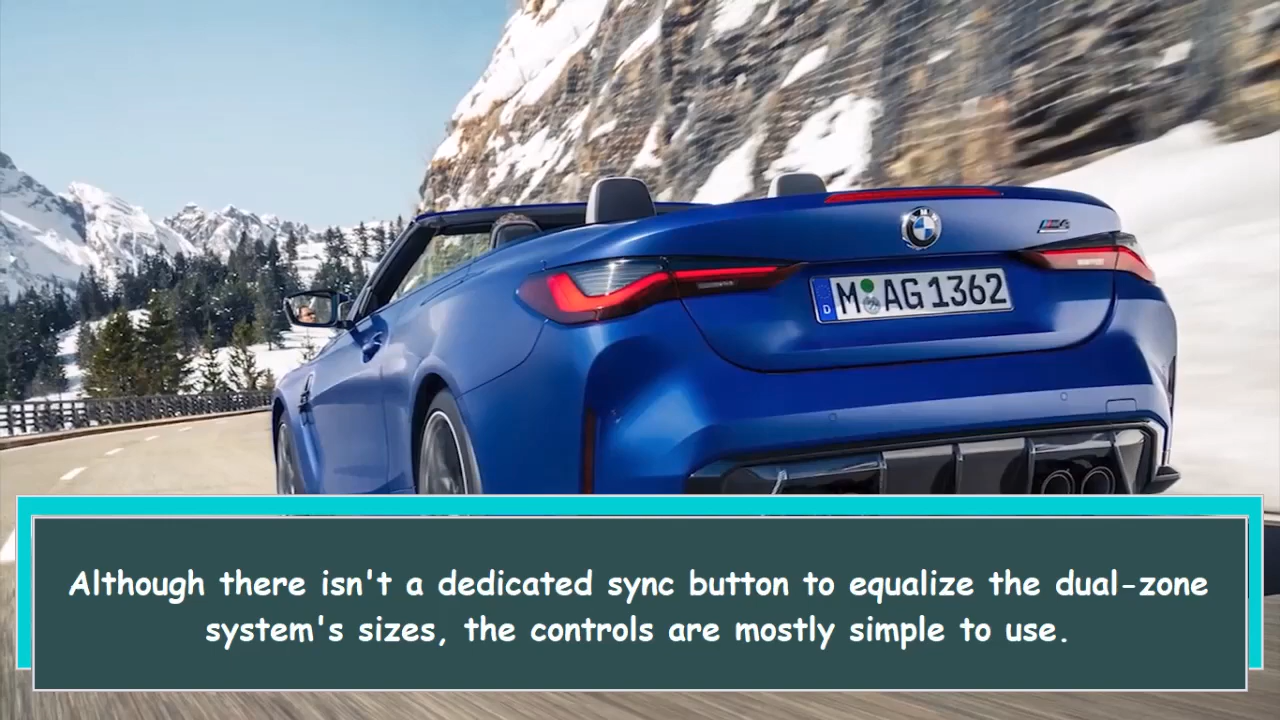 M4
M AG 1362
D
Although there isn't a dedicated sync button to equalize the dual-zone
system's sizes, the controls are mostly simple to use.